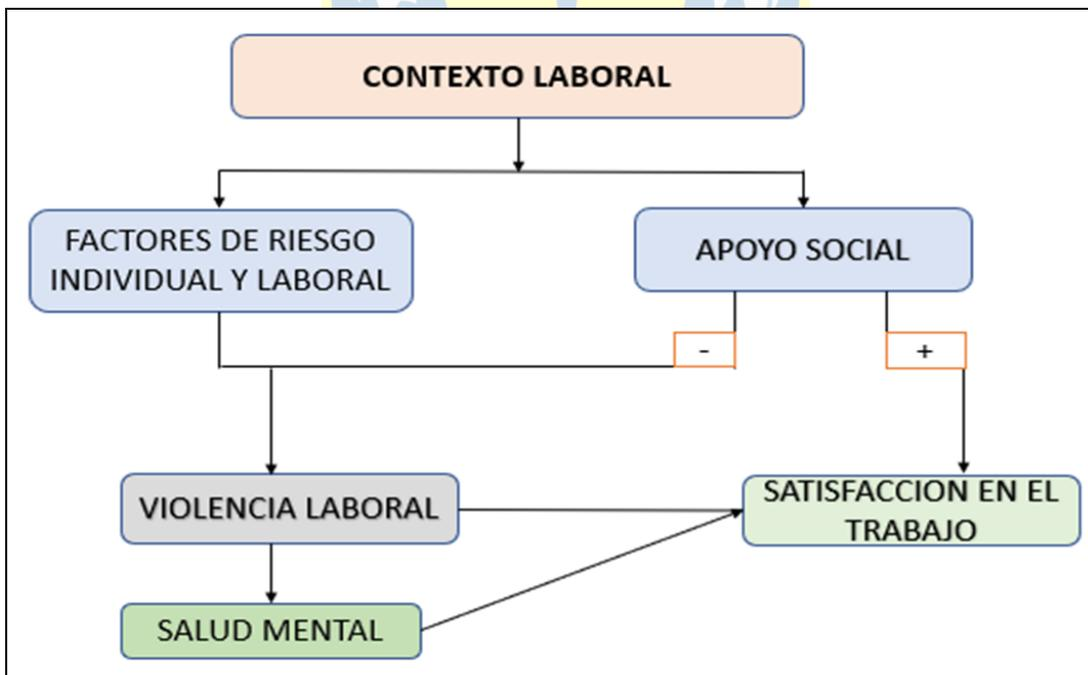 CONTEXTO LABORAL
FACTORES DE RIESGO
INDIVIDUAL Y LABORAL
APOYO SOCIAL
-
+
VIOLENCIA LABORAL
SATISFACCION EN EL
TRABAJO
SALUD MENTAL